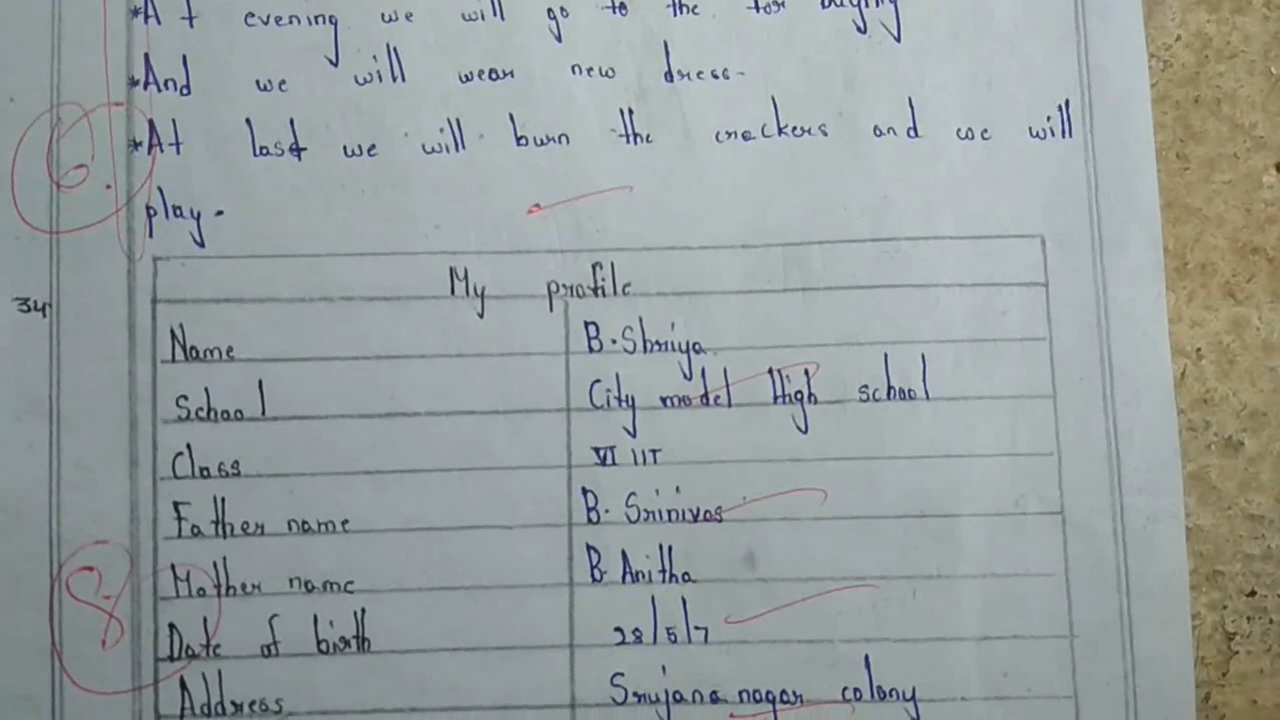 *At evening we will go to the for buying
*And we will wear new dress.
*At last we will burn the crackers and we will
6.
play.
34
My profile
Name B. Shriya
School City model High school
Class VI IIT
Father name B. Srinivas
Mother name B. Anitha
8
Date of birth 28/5/7
Address Srujana nagar colony